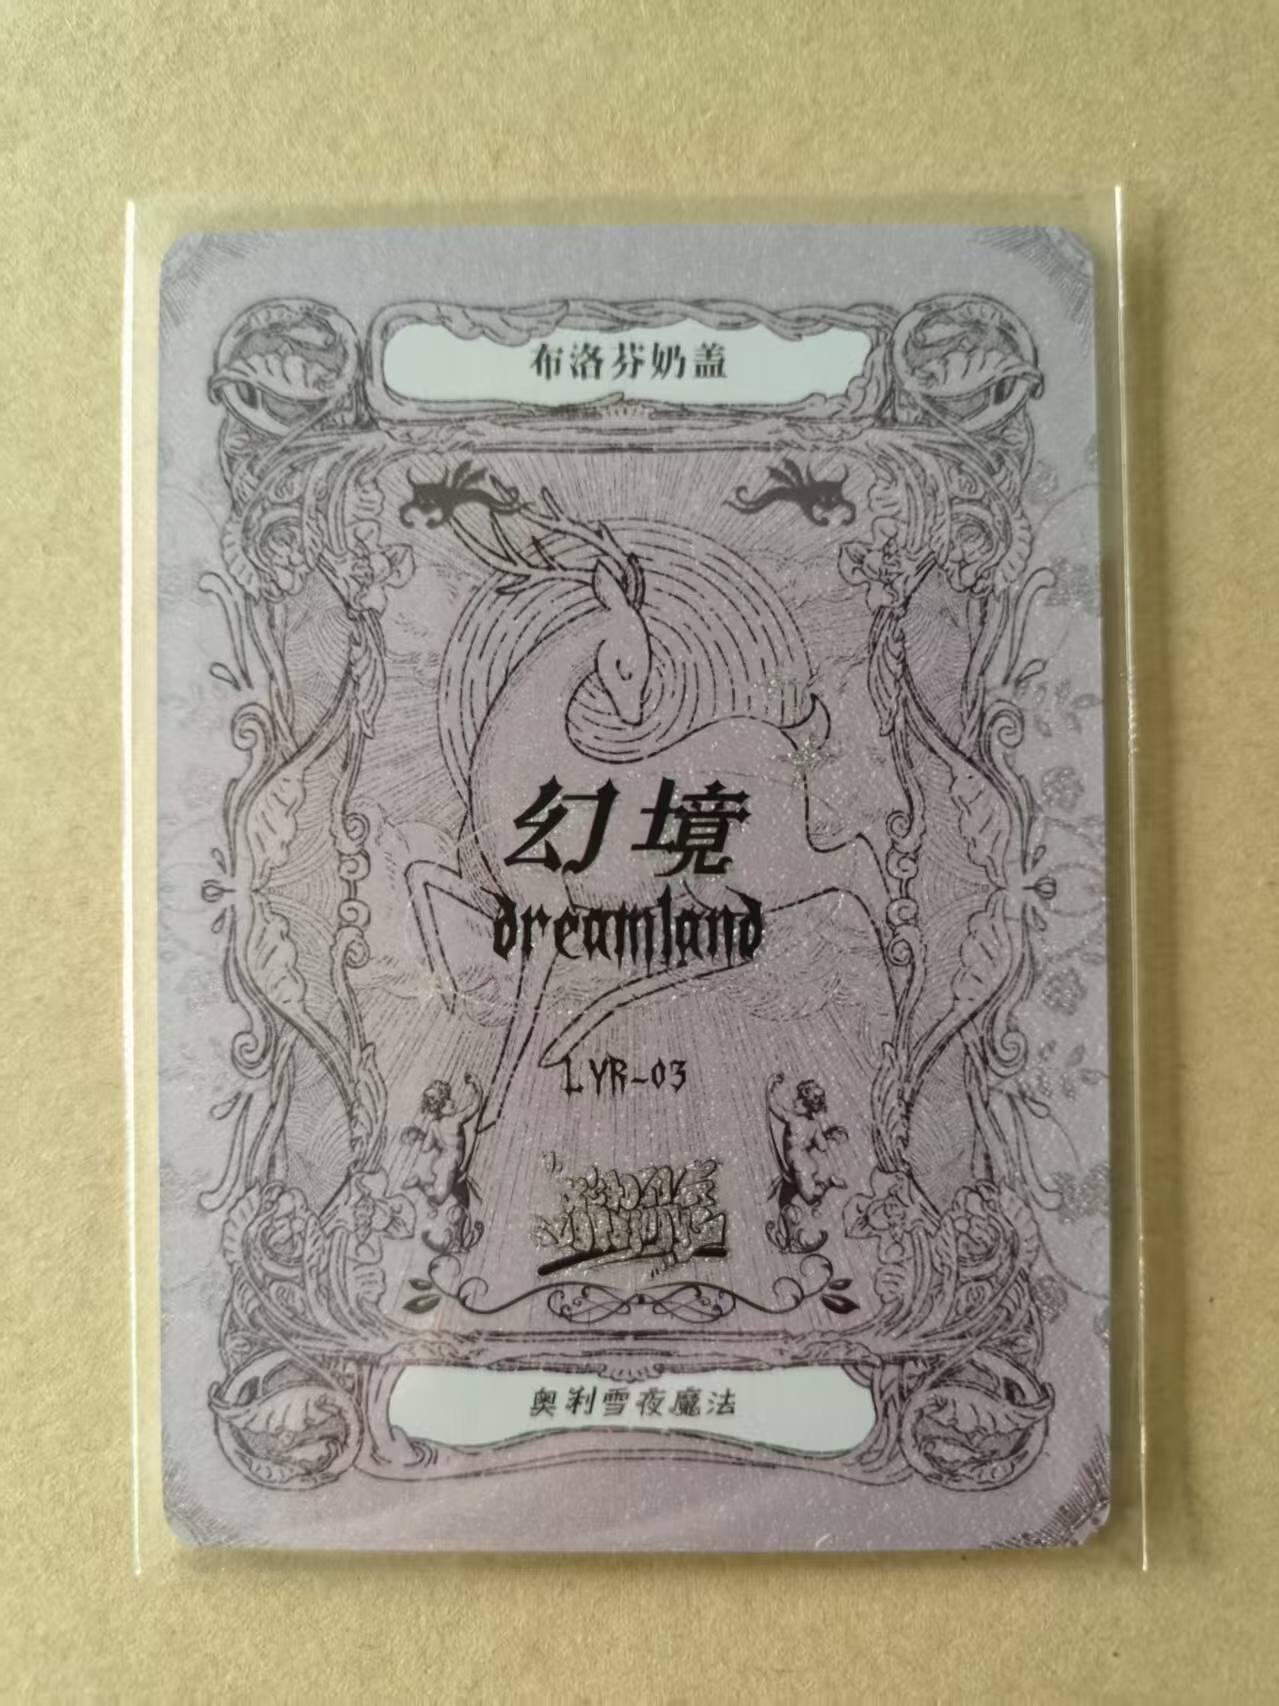 布洛芬奶盖
幻境
dreamland
LYR-03
奥利雪夜魔法